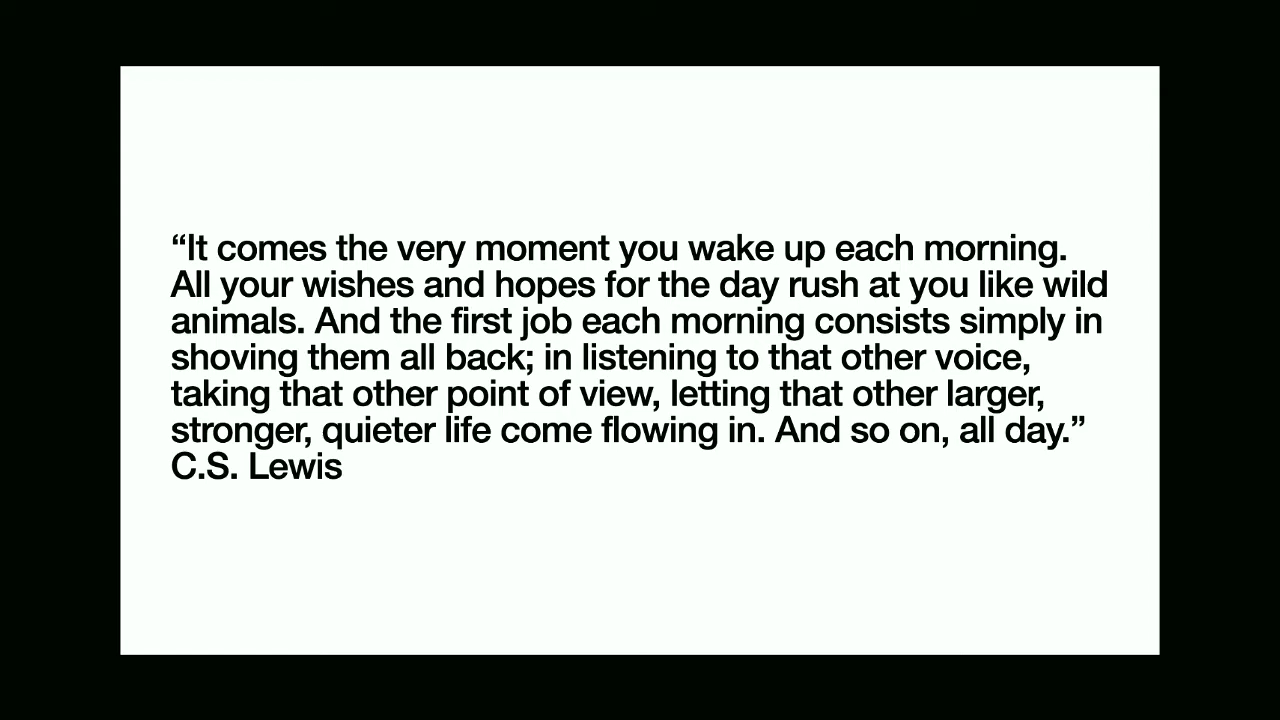 “It comes the very moment you wake up each morning.
All your wishes and hopes for the day rush at you like wild
animals. And the first job each morning consists simply in
shoving them all back; in listening to that other voice,
taking that other point of view, letting that other larger,
stronger, quieter life come flowing in. And so on, all day.”
C.S. Lewis